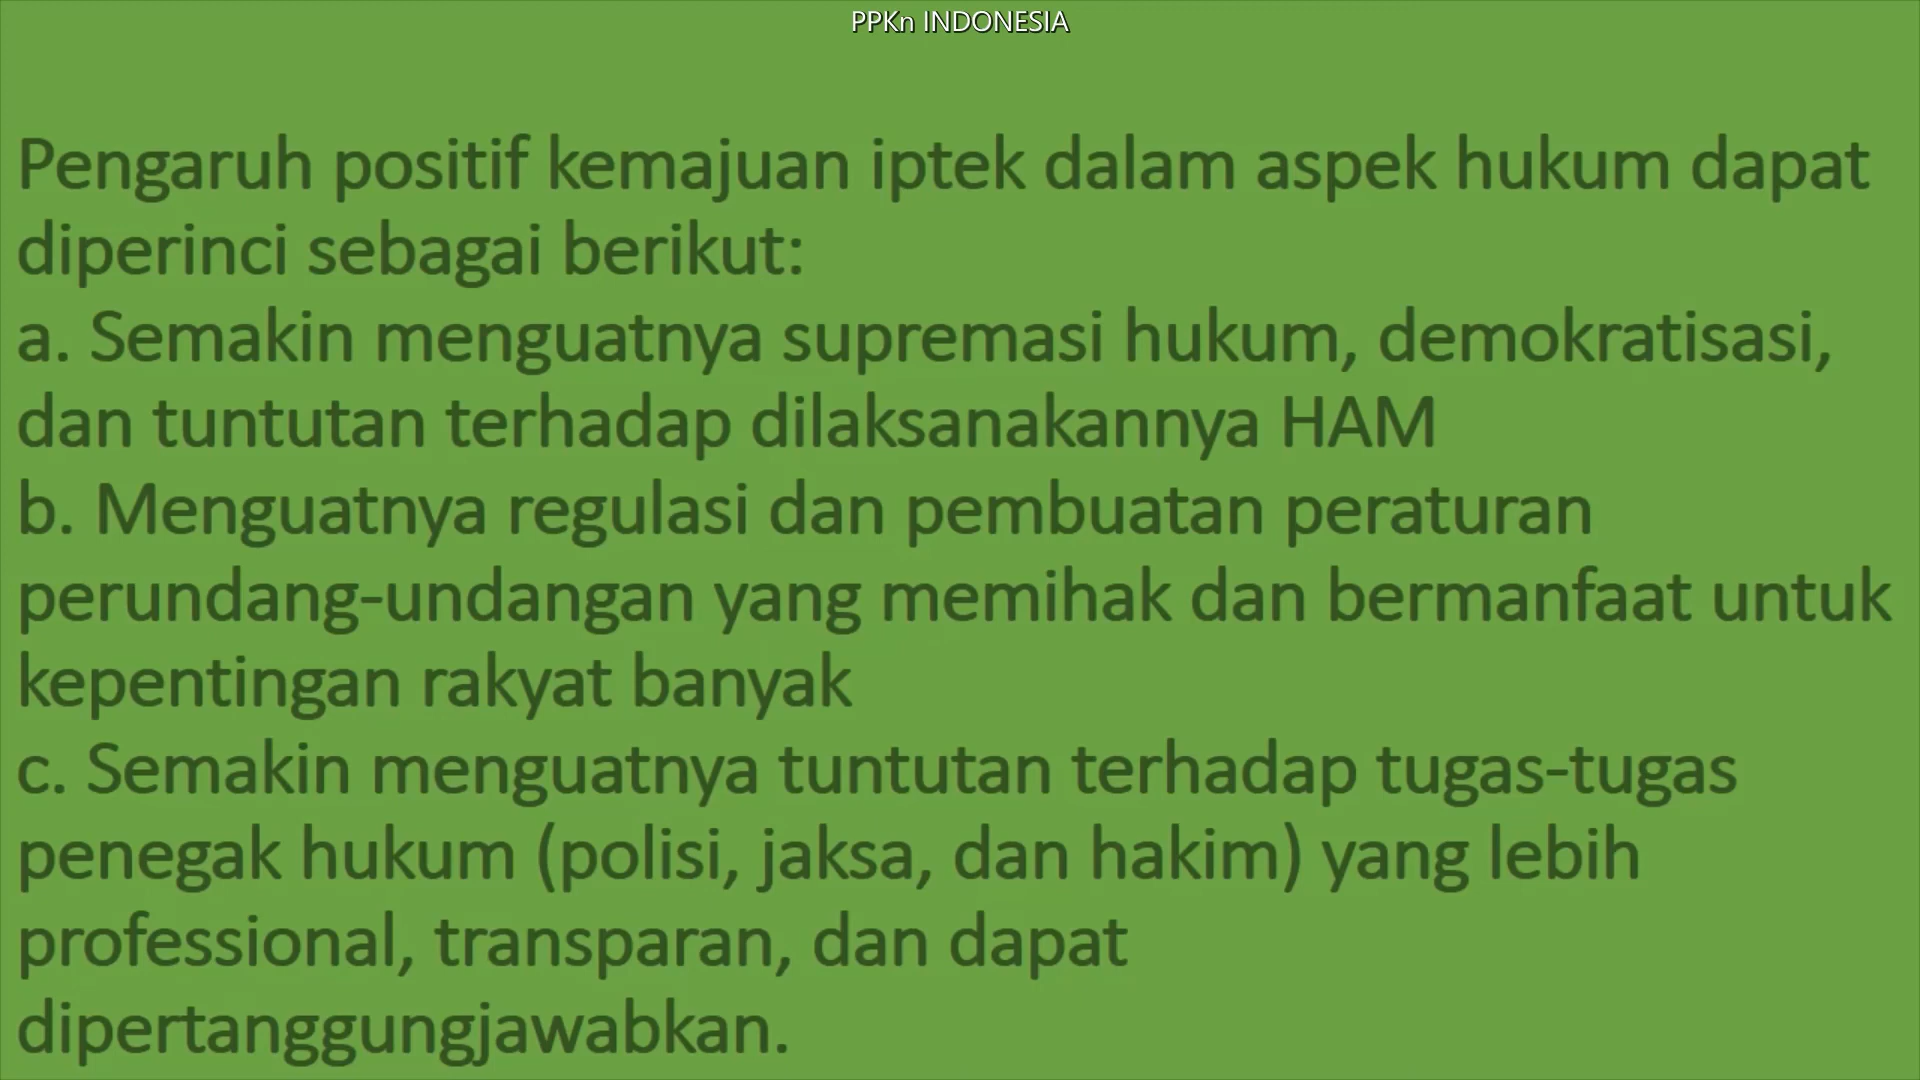 PPKn INDONESIA
Pengaruh positif kemajuan iptek dalam aspek hukum dapat
diperinci sebagai berikut:
a. Semakin menguatnya supremasi hukum, demokratisasi,
dan tuntutan terhadap dilaksanakannya HAM
b. Menguatnya regulasi dan pembuatan peraturan
perundang-undangan yang memihak dan bermanfaat untuk
kepentingan rakyat banyak
c. Semakin menguatnya tuntutan terhadap tugas-tugas
penegak hukum (polisi, jaksa, dan hakim) yang lebih
professional, transparan, dan dapat
dipertanggungjawabkan.